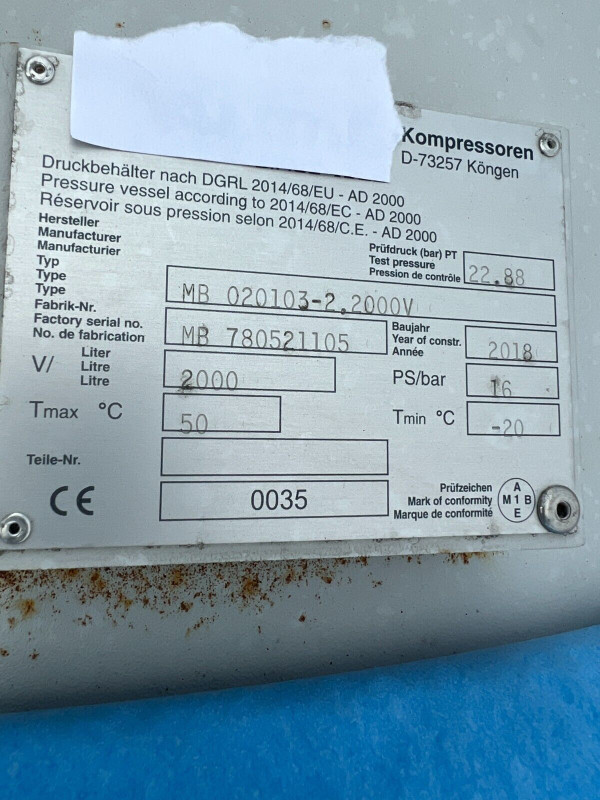 Kompressoren
D-73257 Köngen
Druckbehälter nach DGRL 2014/68/EU - AD 2000
Pressure vessel according to 2014/68/EC - AD 2000
Réservoir sous pression selon 2014/68/C.E. - AD 2000
Hersteller
Manufacturer
Manufacturier
Prüfdruck (bar) PT
Test pressure
Pression de contrôle
22.88
Typ
Type
Type
MB 020103-2,2000V
Fabrik-Nr.
Factory serial no.
No. de fabrication
MB 780521105
Baujahr
Year of constr.
Année
2018
V/
Liter
Litre
Litre
2000
PS/bar
16
Tmax °C
50
Tmin °C
-20
Teile-Nr.
CE
0035
Prüfzeichen
Mark of conformity
Marque de conformité
A
M 1 B
E